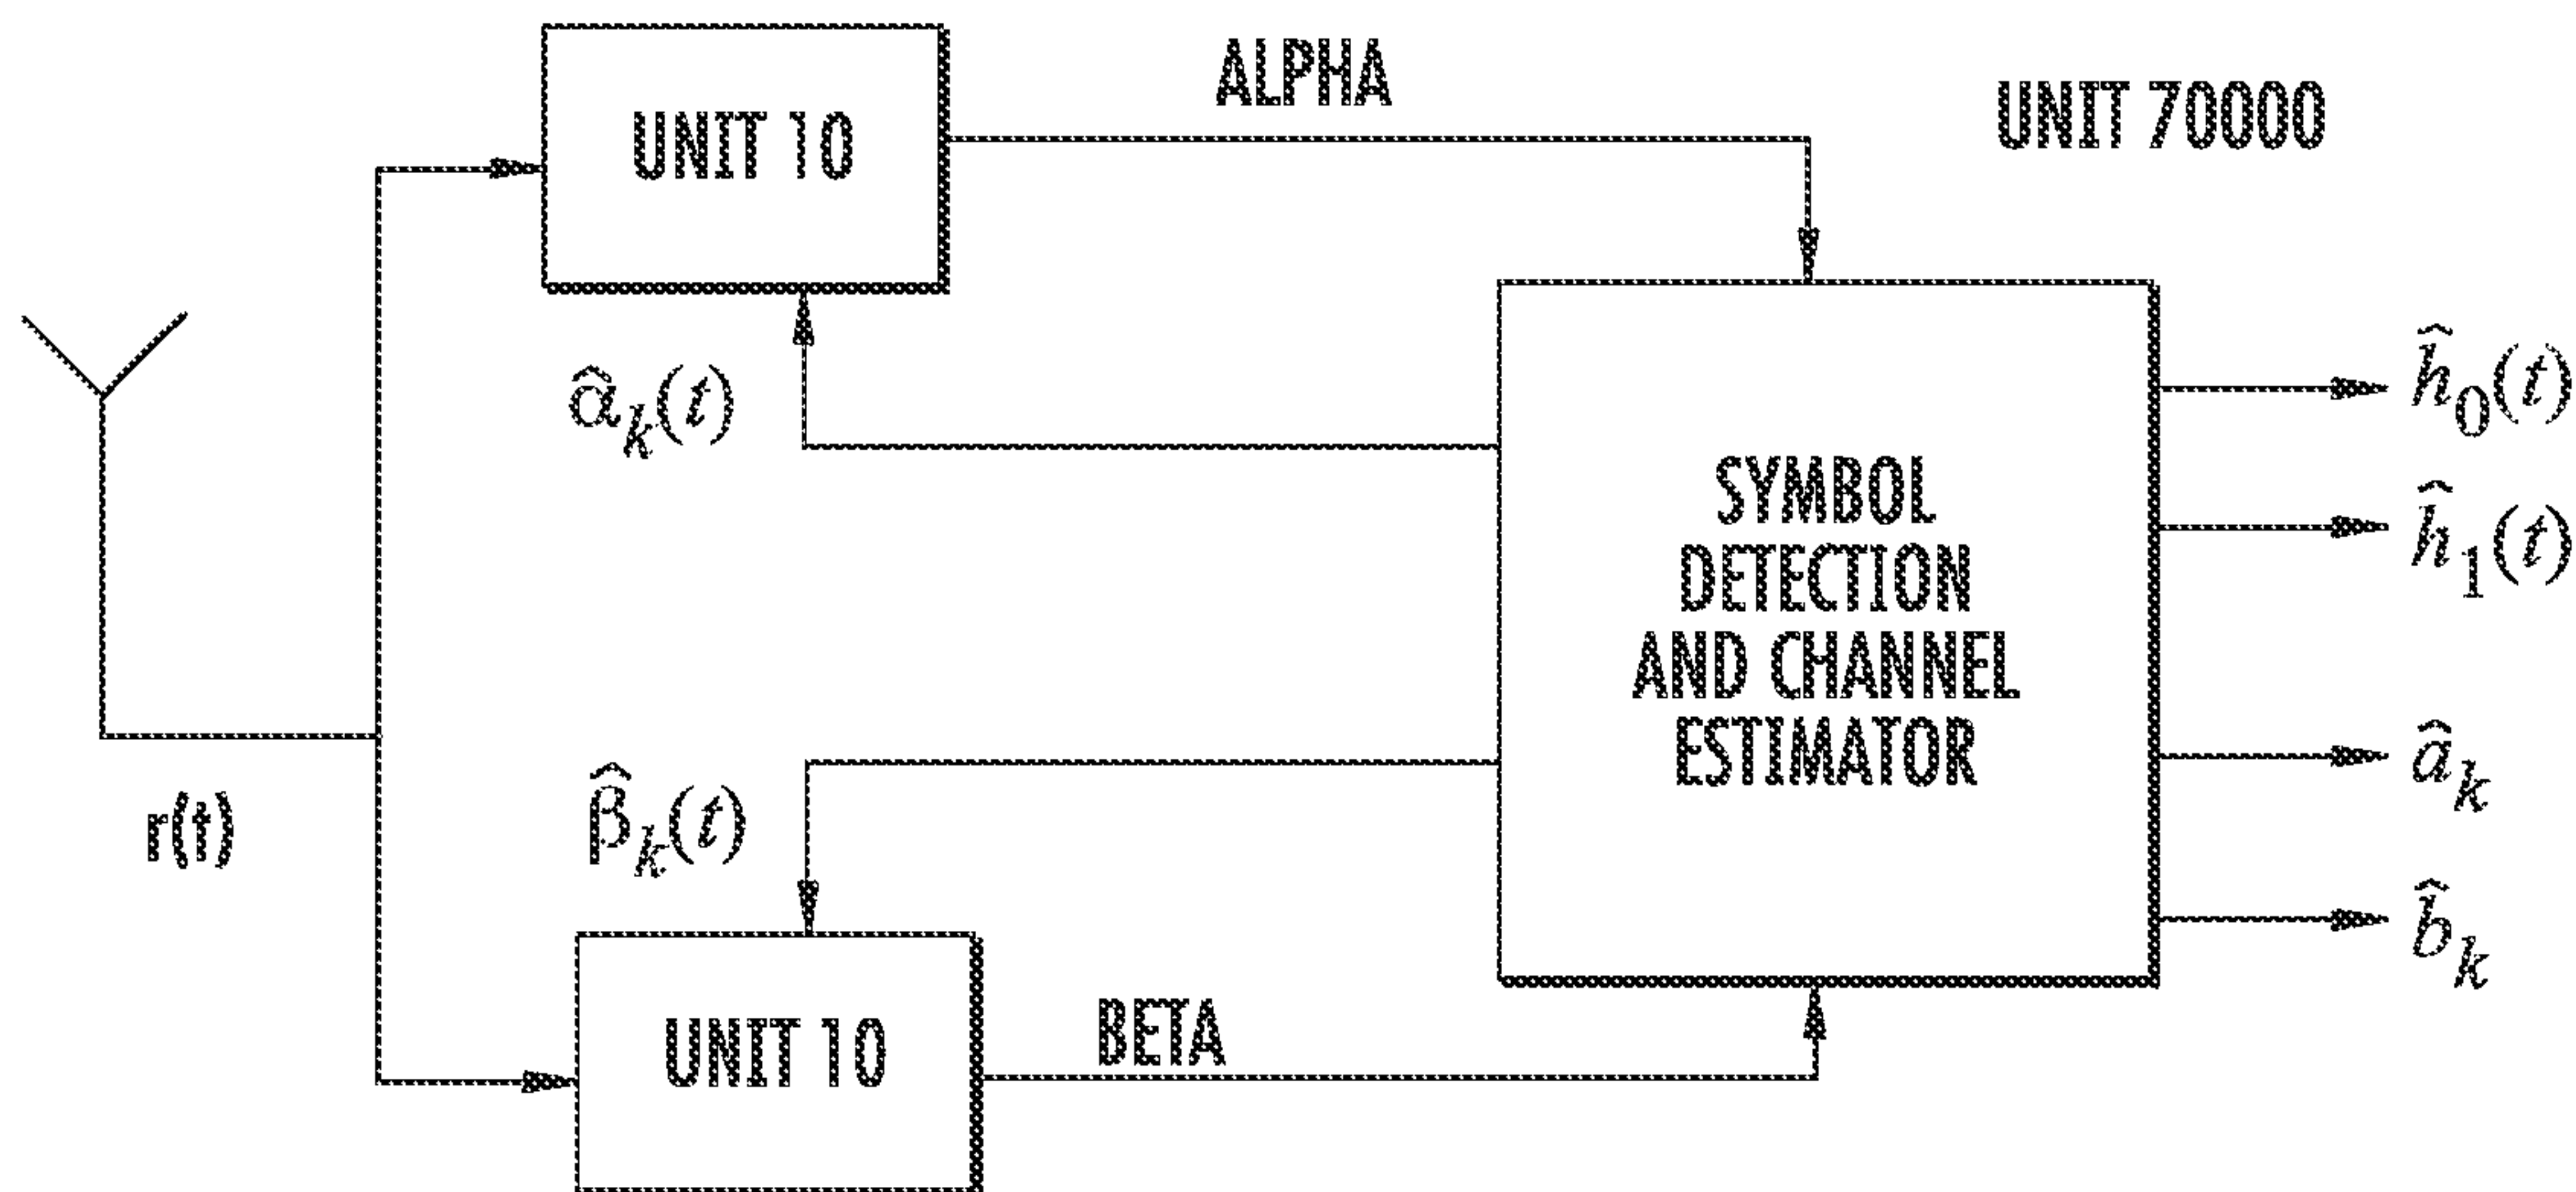 UNIT 10
ALPHA
UNIT 70000
α̂ₖ(t)
ĥ₀(t)
ĥ₁(t)
SYMBOL
DETECTION
AND CHANNEL
ESTIMATOR
r(t)
β̂ₖ(t)
âₖ
b̂ₖ
UNIT 10
BETA